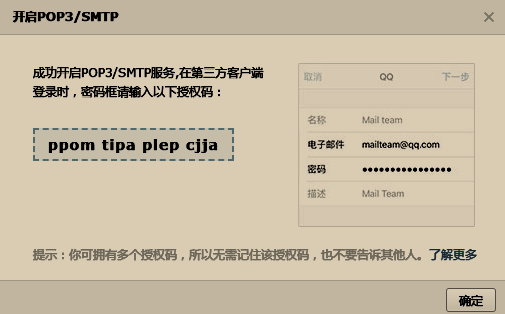 开启POP3/SMTP
成功开启POP3/SMTP服务,在第三方客户端
登录时，密码框请输入以下授权码：
ppom tipa plep cjja
取消 QQ 下一步
名称 Mail team
电子邮件 mailteam@qq.com
密码 ●●●●●●●●●●●●●●●●
描述 Mail Team
提示：你可拥有多个授权码，所以无需记住该授权码，也不要告诉其他人。了解更多
确定